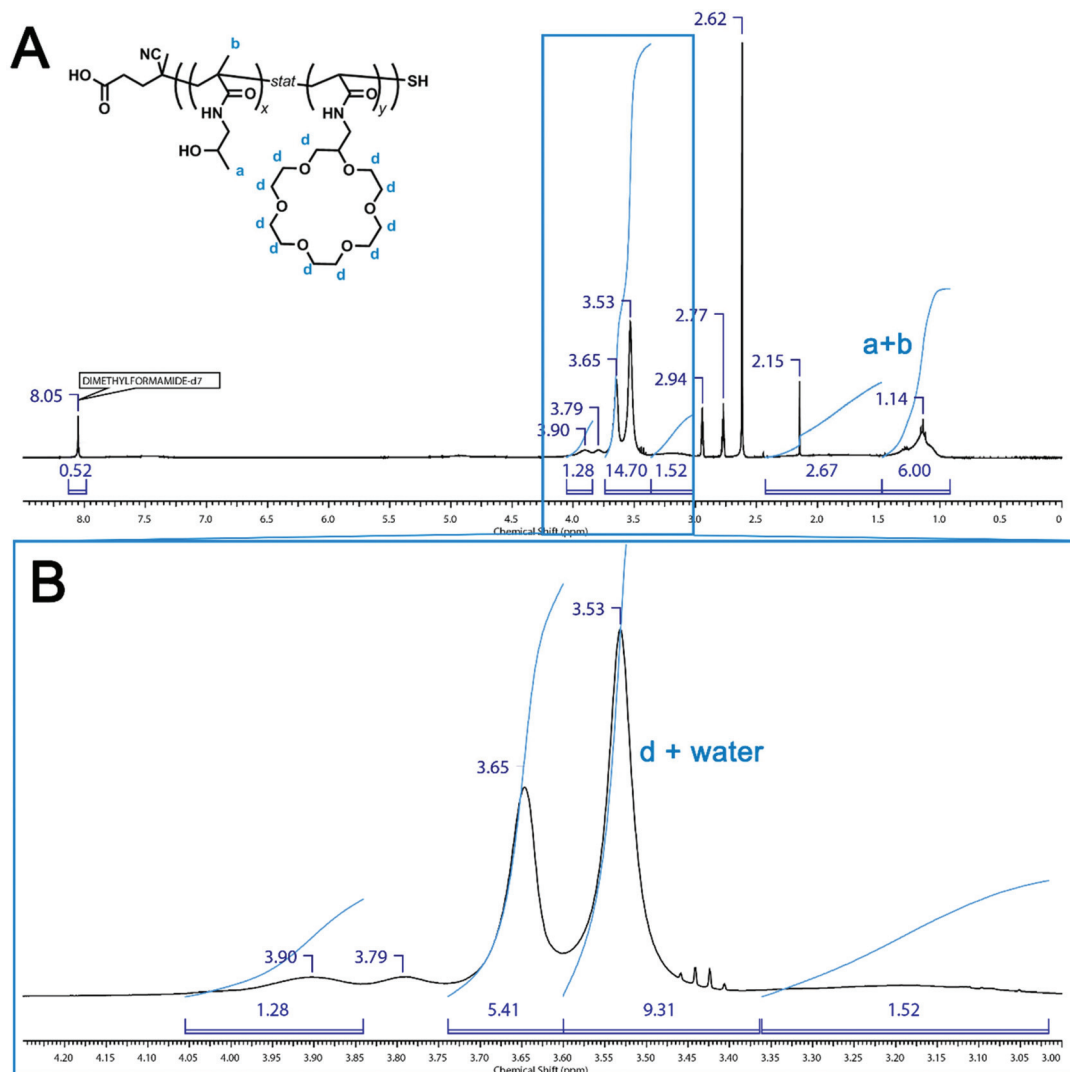 A
b
NC
HO
O
stat
SH
O
x
O
y
HN
HN
HO
a
d
d
O
O
d
d
d
d
O
O
d
d
d
O
O
d
d
d
2.62
3.53
3.65
3.79
3.90
2.94
2.77
2.15
a+b
1.14
8.05
DIMETHYLFORMAMIDE-d7
0.52
1.28
14.70
1.52
2.67
6.00
8.0 7.5 7.0 6.5 6.0 5.5 5.0 4.5 4.0 3.5 3.0 2.5 2.0 1.5 1.0 0.5 0
Chemical Shift (ppm)
B
3.53
3.65
d + water
3.90
3.79
1.28
5.41
9.31
1.52
4.20 4.15 4.10 4.05 4.00 3.95 3.90 3.85 3.80 3.75 3.70 3.65 3.60 3.55 3.50 3.45 3.40 3.35 3.30 3.25 3.20 3.15 3.10 3.05 3.00
Chemical Shift (ppm)